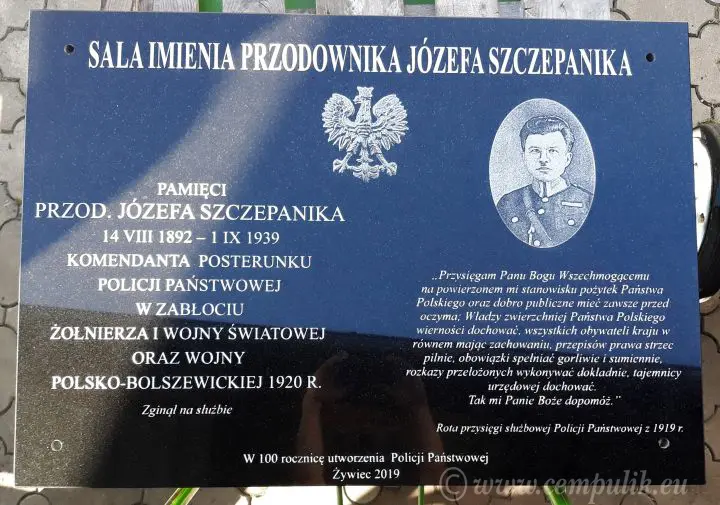 SALA IMIENIA PRZODOWNIKA JÓZEFA SZCZEPANIKA
PAMIĘCI
PRZOD. JÓZEFA SZCZEPANIKA
14 VIII 1892 – 1 IX 1939
KOMENDANTA POSTERUNKU
POLICJI PAŃSTWOWEJ
W ZABŁOCIU
ŻOŁNIERZA I WOJNY ŚWIATOWEJ
ORAZ WOJNY
POLSKO-BOLSZEWICKIEJ 1920 R.
Zginął na służbie
„Przysięgam Panu Bogu Wszechmogącemu
na powierzonem mi stanowisku pożytek Państwa
Polskiego oraz dobro publiczne mieć zawsze przed
oczyma; Władzy zwierzchniej Państwa Polskiego
wierności dochować, wszystkich obywateli kraju w
równem mając zachowaniu, przepisów prawa strzec
pilnie, obowiązki spełniać gorliwie i sumiennie,
rozkazy przełożonych wykonywać dokładnie, tajemnicy
urzędowej dochować.
Tak mi Panie Boże dopomóż.”
Rota przysięgi służbowej Policji Państwowej z 1919 r.
W 100 rocznicę utworzenia Policji Państwowej
Żywiec 2019
© www.cempulik.eu